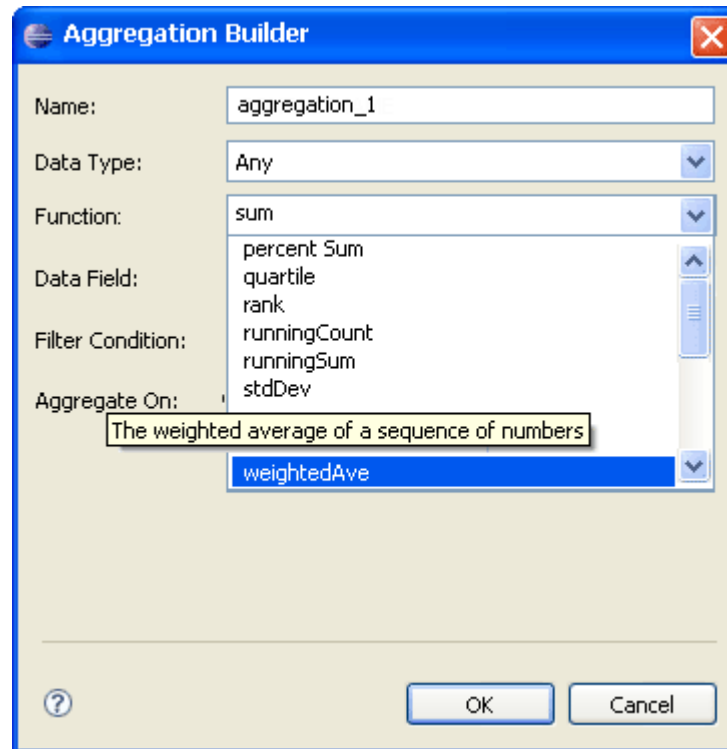 Aggregation Builder
Name:
aggregation_1
Data Type:
Any
Function:
sum
percent Sum
quartile
Data Field:
rank
runningCount
Filter Condition:
runningSum
stdDev
Aggregate On:
The weighted average of a sequence of numbers
weightedAve
?
OK
Cancel